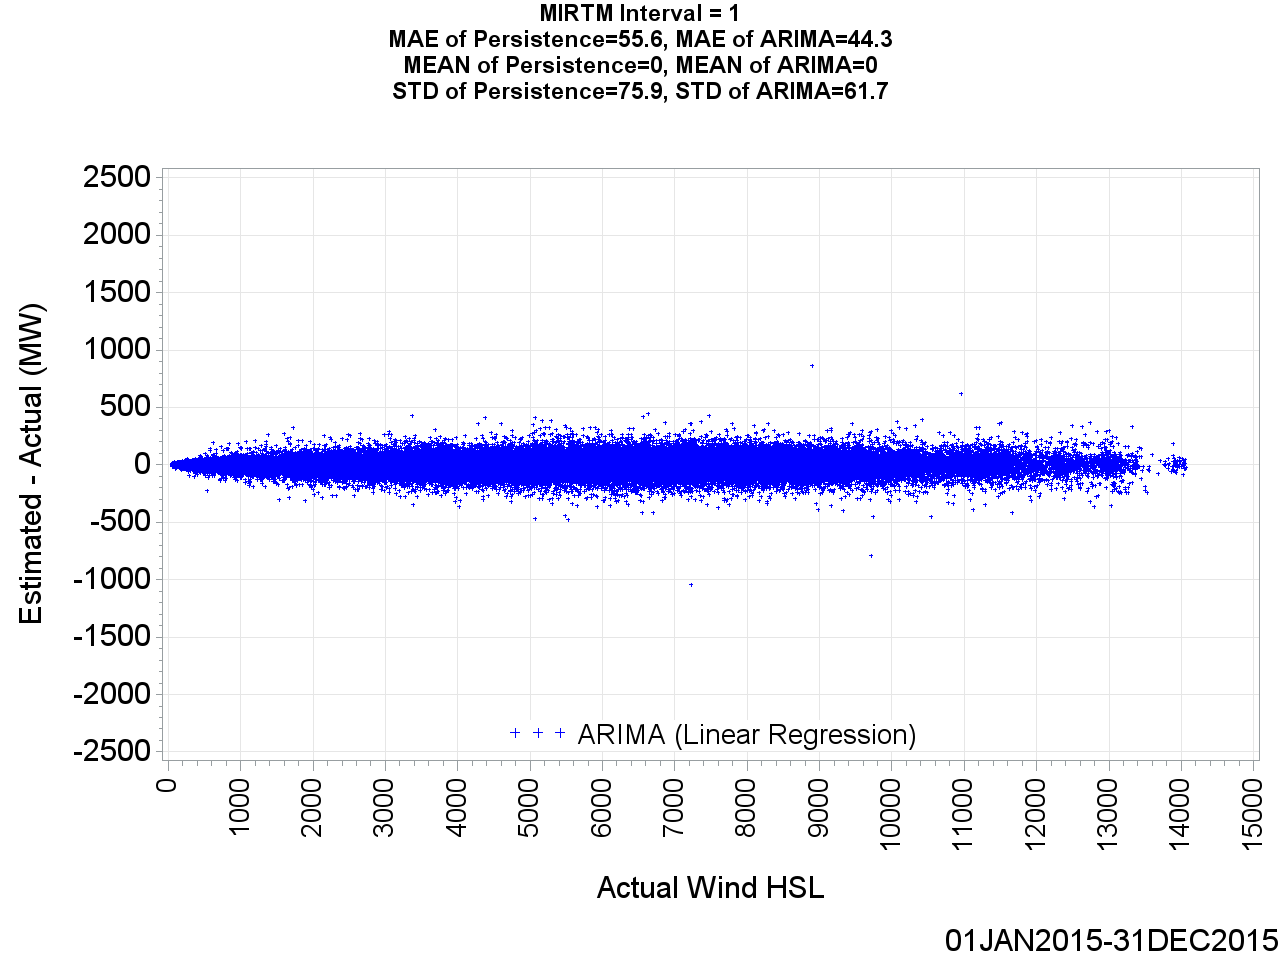 MIRTM Interval = 1
MAE of Persistence=55.6, MAE of ARIMA=44.3
MEAN of Persistence=0, MEAN of ARIMA=0
STD of Persistence=75.9, STD of ARIMA=61.7
2500
2000
1500
1000
500
0
-500
-1000
-1500
-2000
-2500
Estimated - Actual (MW)
ARIMA (Linear Regression)
0 1000 2000 3000 4000 5000 6000 7000 8000 9000 10000 11000 12000 13000 14000 15000
Actual Wind HSL
01JAN2015-31DEC2015